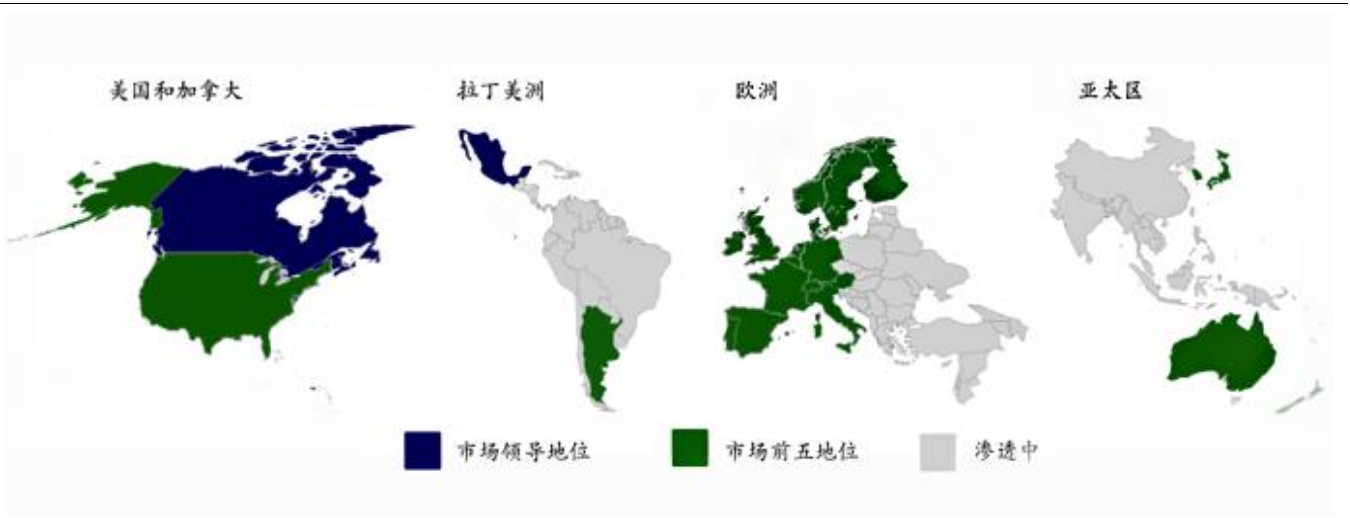 美国和加拿大
拉丁美洲
欧洲
亚太区
市场领导地位
市场前五地位
渗透中